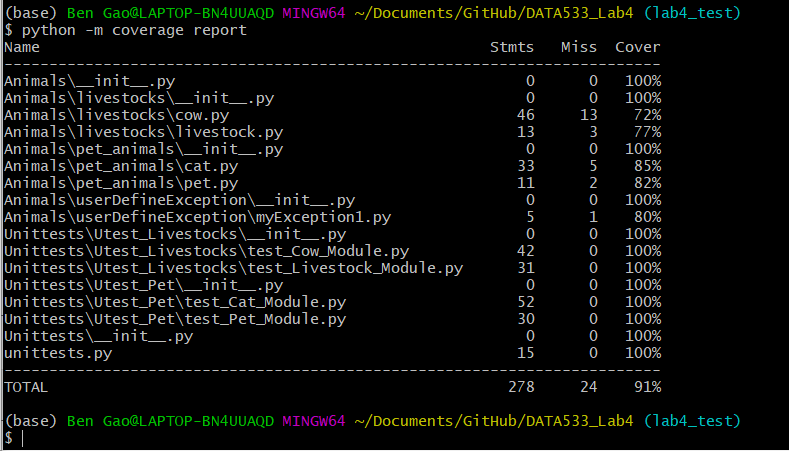 (base) Ben Gao@LAPTOP-BN4UUAQD MINGW64 ~/Documents/GitHub/DATA533_Lab4 (lab4_test)
$ python -m coverage report
Name                                                 Stmts   Miss  Cover
------------------------------------------------------------------------
Animals\__init__.py                                      0      0   100%
Animals\livestocks\__init__.py                           0      0   100%
Animals\livestocks\cow.py                               46     13    72%
Animals\livestocks\livestock.py                         13      3    77%
Animals\pet_animals\__init__.py                          0      0   100%
Animals\pet_animals\cat.py                              33      5    85%
Animals\pet_animals\pet.py                              11      2    82%
Animals\userDefineException\__init__.py                  0      0   100%
Animals\userDefineException\myException1.py              5      1    80%
Unittests\Utest_Livestocks\__init__.py                   0      0   100%
Unittests\Utest_Livestocks\test_Cow_Module.py           42      0   100%
Unittests\Utest_Livestocks\test_Livestock_Module.py     31      0   100%
Unittests\Utest_Pet\__init__.py                          0      0   100%
Unittests\Utest_Pet\test_Cat_Module.py                  52      0   100%
Unittests\Utest_Pet\test_Pet_Module.py                  30      0   100%
Unittests\__init__.py                                    0      0   100%
unittests.py                                            15      0   100%
------------------------------------------------------------------------
TOTAL                                                  278     24    91%
(base) Ben Gao@LAPTOP-BN4UUAQD MINGW64 ~/Documents/GitHub/DATA533_Lab4 (lab4_test)
$